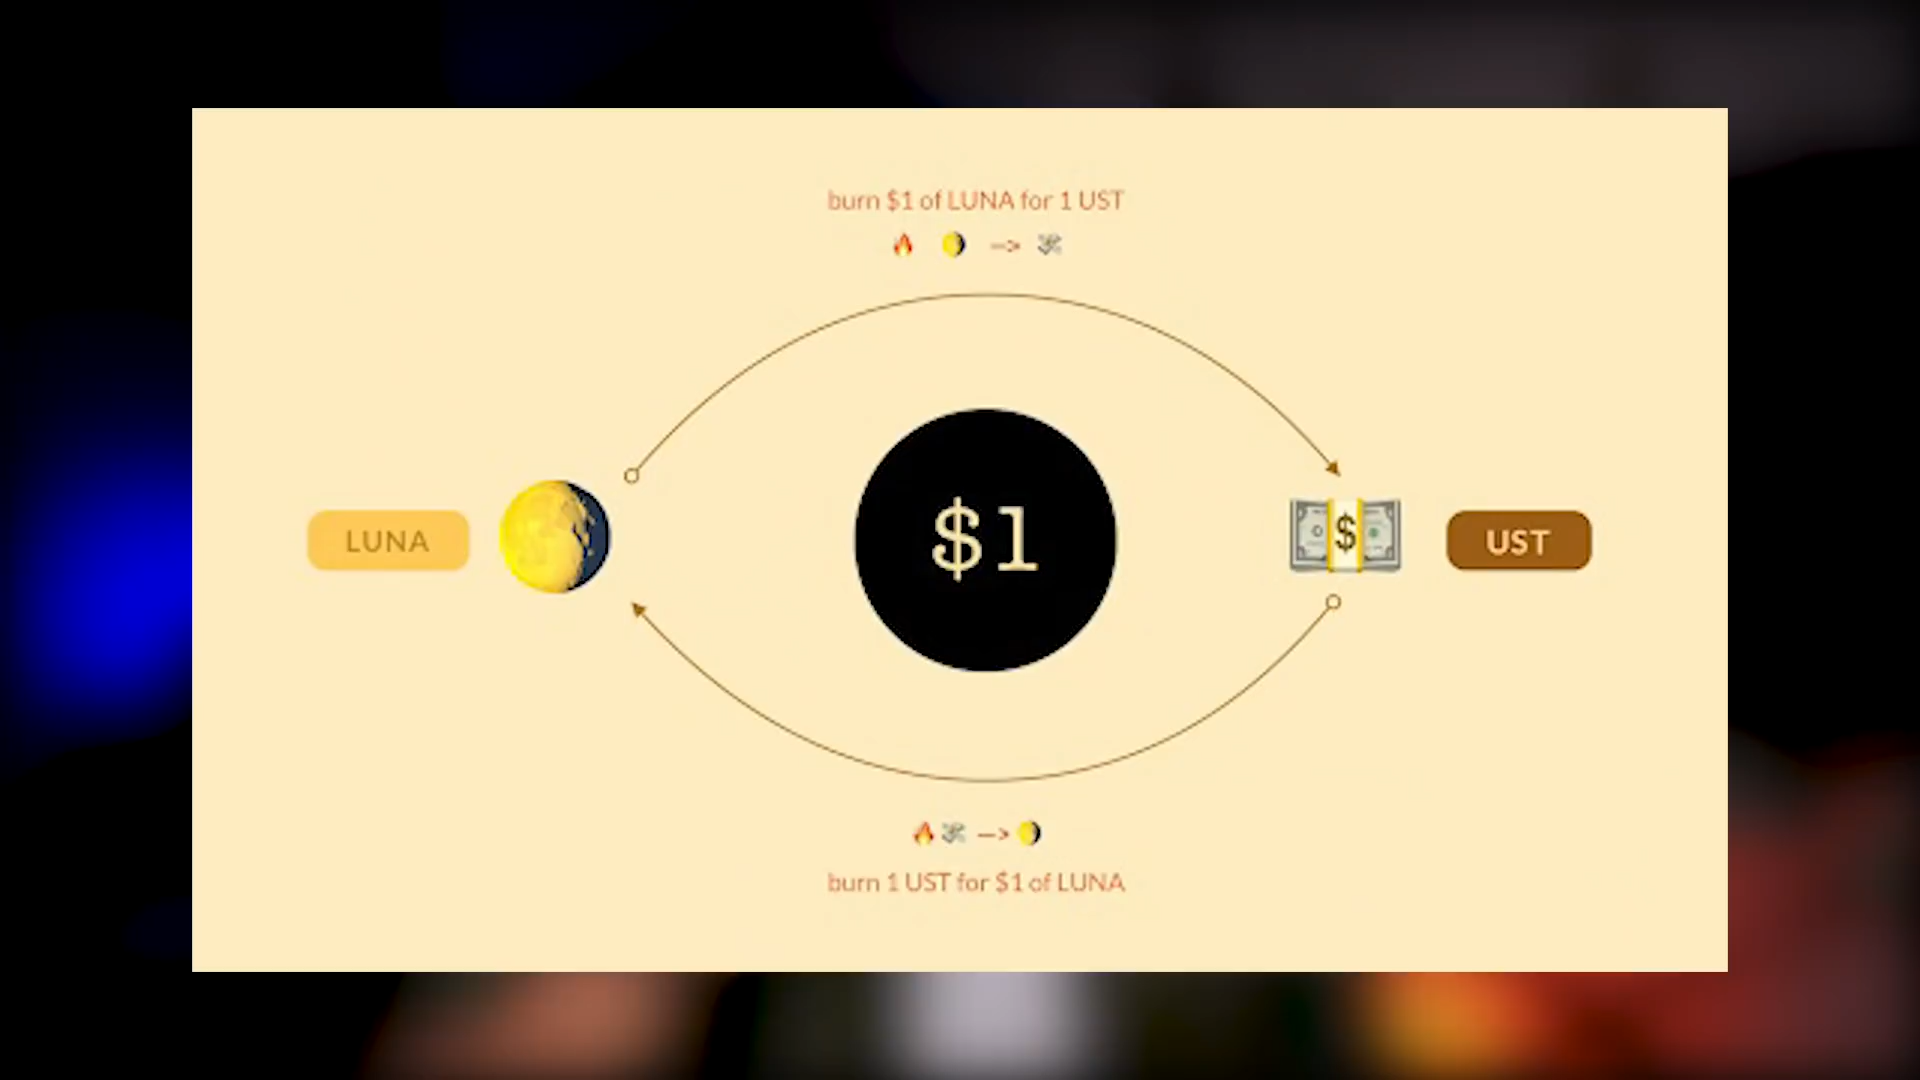 burn $1 of LUNA for 1 UST
-->
LUNA
$1
$
UST
-->
burn 1 UST for $1 of LUNA